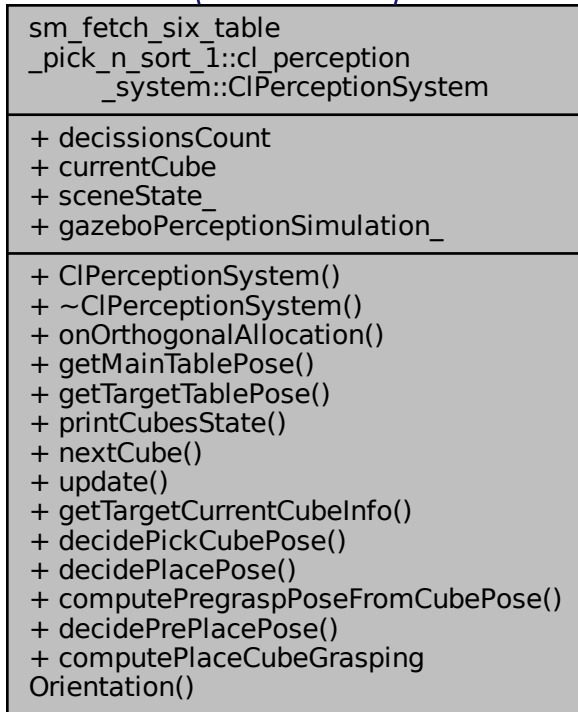 sm_fetch_six_table
_pick_n_sort_1::cl_perception
_system::ClPerceptionSystem
+ decissionsCount
+ currentCube
+ sceneState_
+ gazeboPerceptionSimulation_
+ ClPerceptionSystem()
+ ~ClPerceptionSystem()
+ onOrthogonalAllocation()
+ getMainTablePose()
+ getTargetTablePose()
+ printCubesState()
+ nextCube()
+ update()
+ getTargetCurrentCubeInfo()
+ decidePickCubePose()
+ decidePlacePose()
+ computePregraspPoseFromCubePose()
+ decidePrePlacePose()
+ computePlaceCubeGrasping
Orientation()